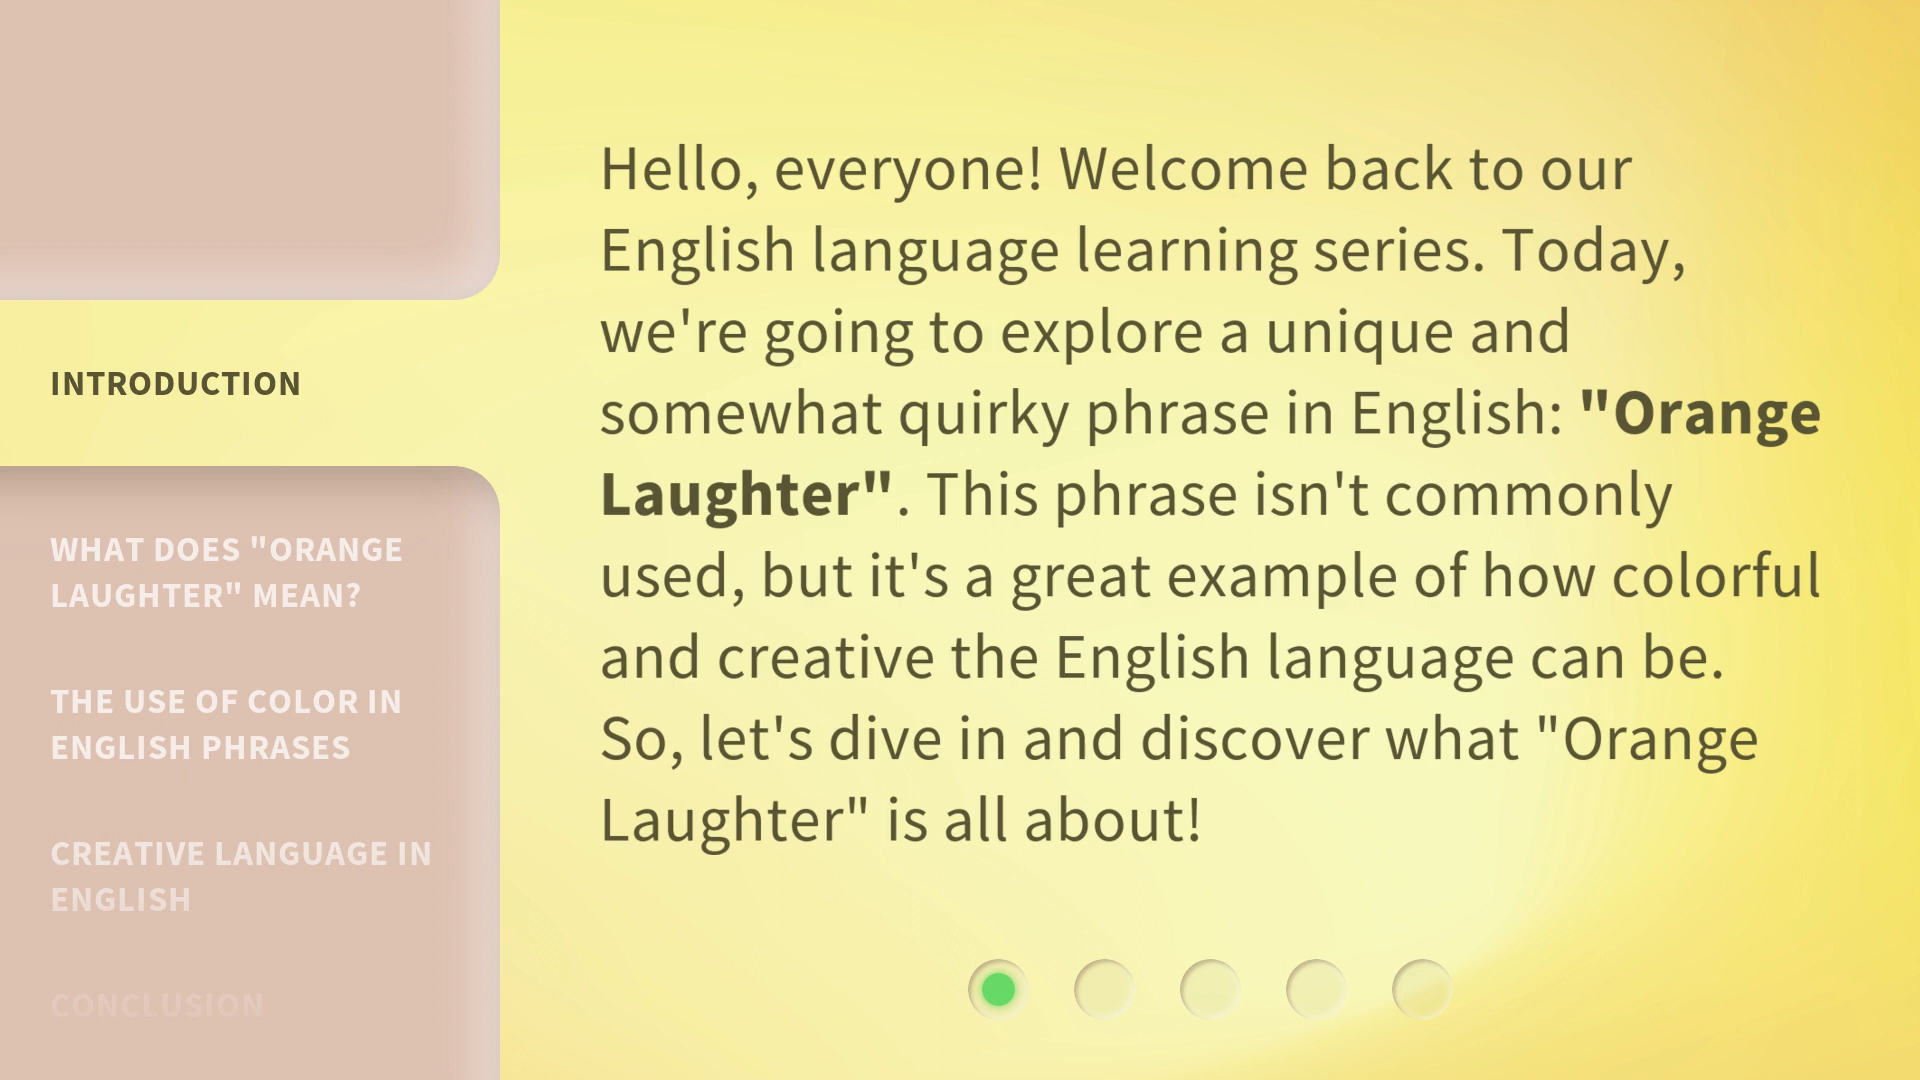 INTRODUCTION
WHAT DOES "ORANGE
LAUGHTER" MEAN?
THE USE OF COLOR IN
ENGLISH PHRASES
CREATIVE LANGUAGE IN
ENGLISH
CONCLUSION
Hello, everyone! Welcome back to our
English language learning series. Today,
we're going to explore a unique and
somewhat quirky phrase in English: "Orange
Laughter". This phrase isn't commonly
used, but it's a great example of how colorful
and creative the English language can be.
So, let's dive in and discover what "Orange
Laughter" is all about!